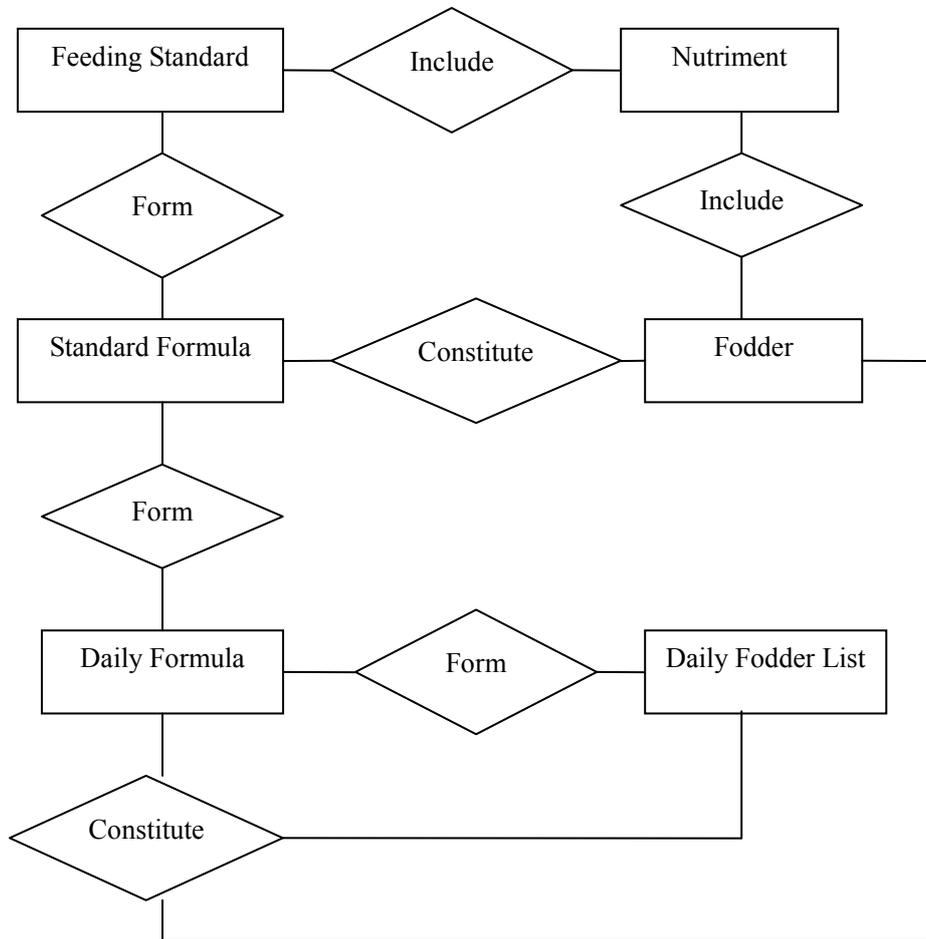 Feeding Standard
Include
Nutriment
Form
Include
Standard Formula
Constitute
Fodder
Form
Daily Formula
Form
Daily Fodder List
Constitute